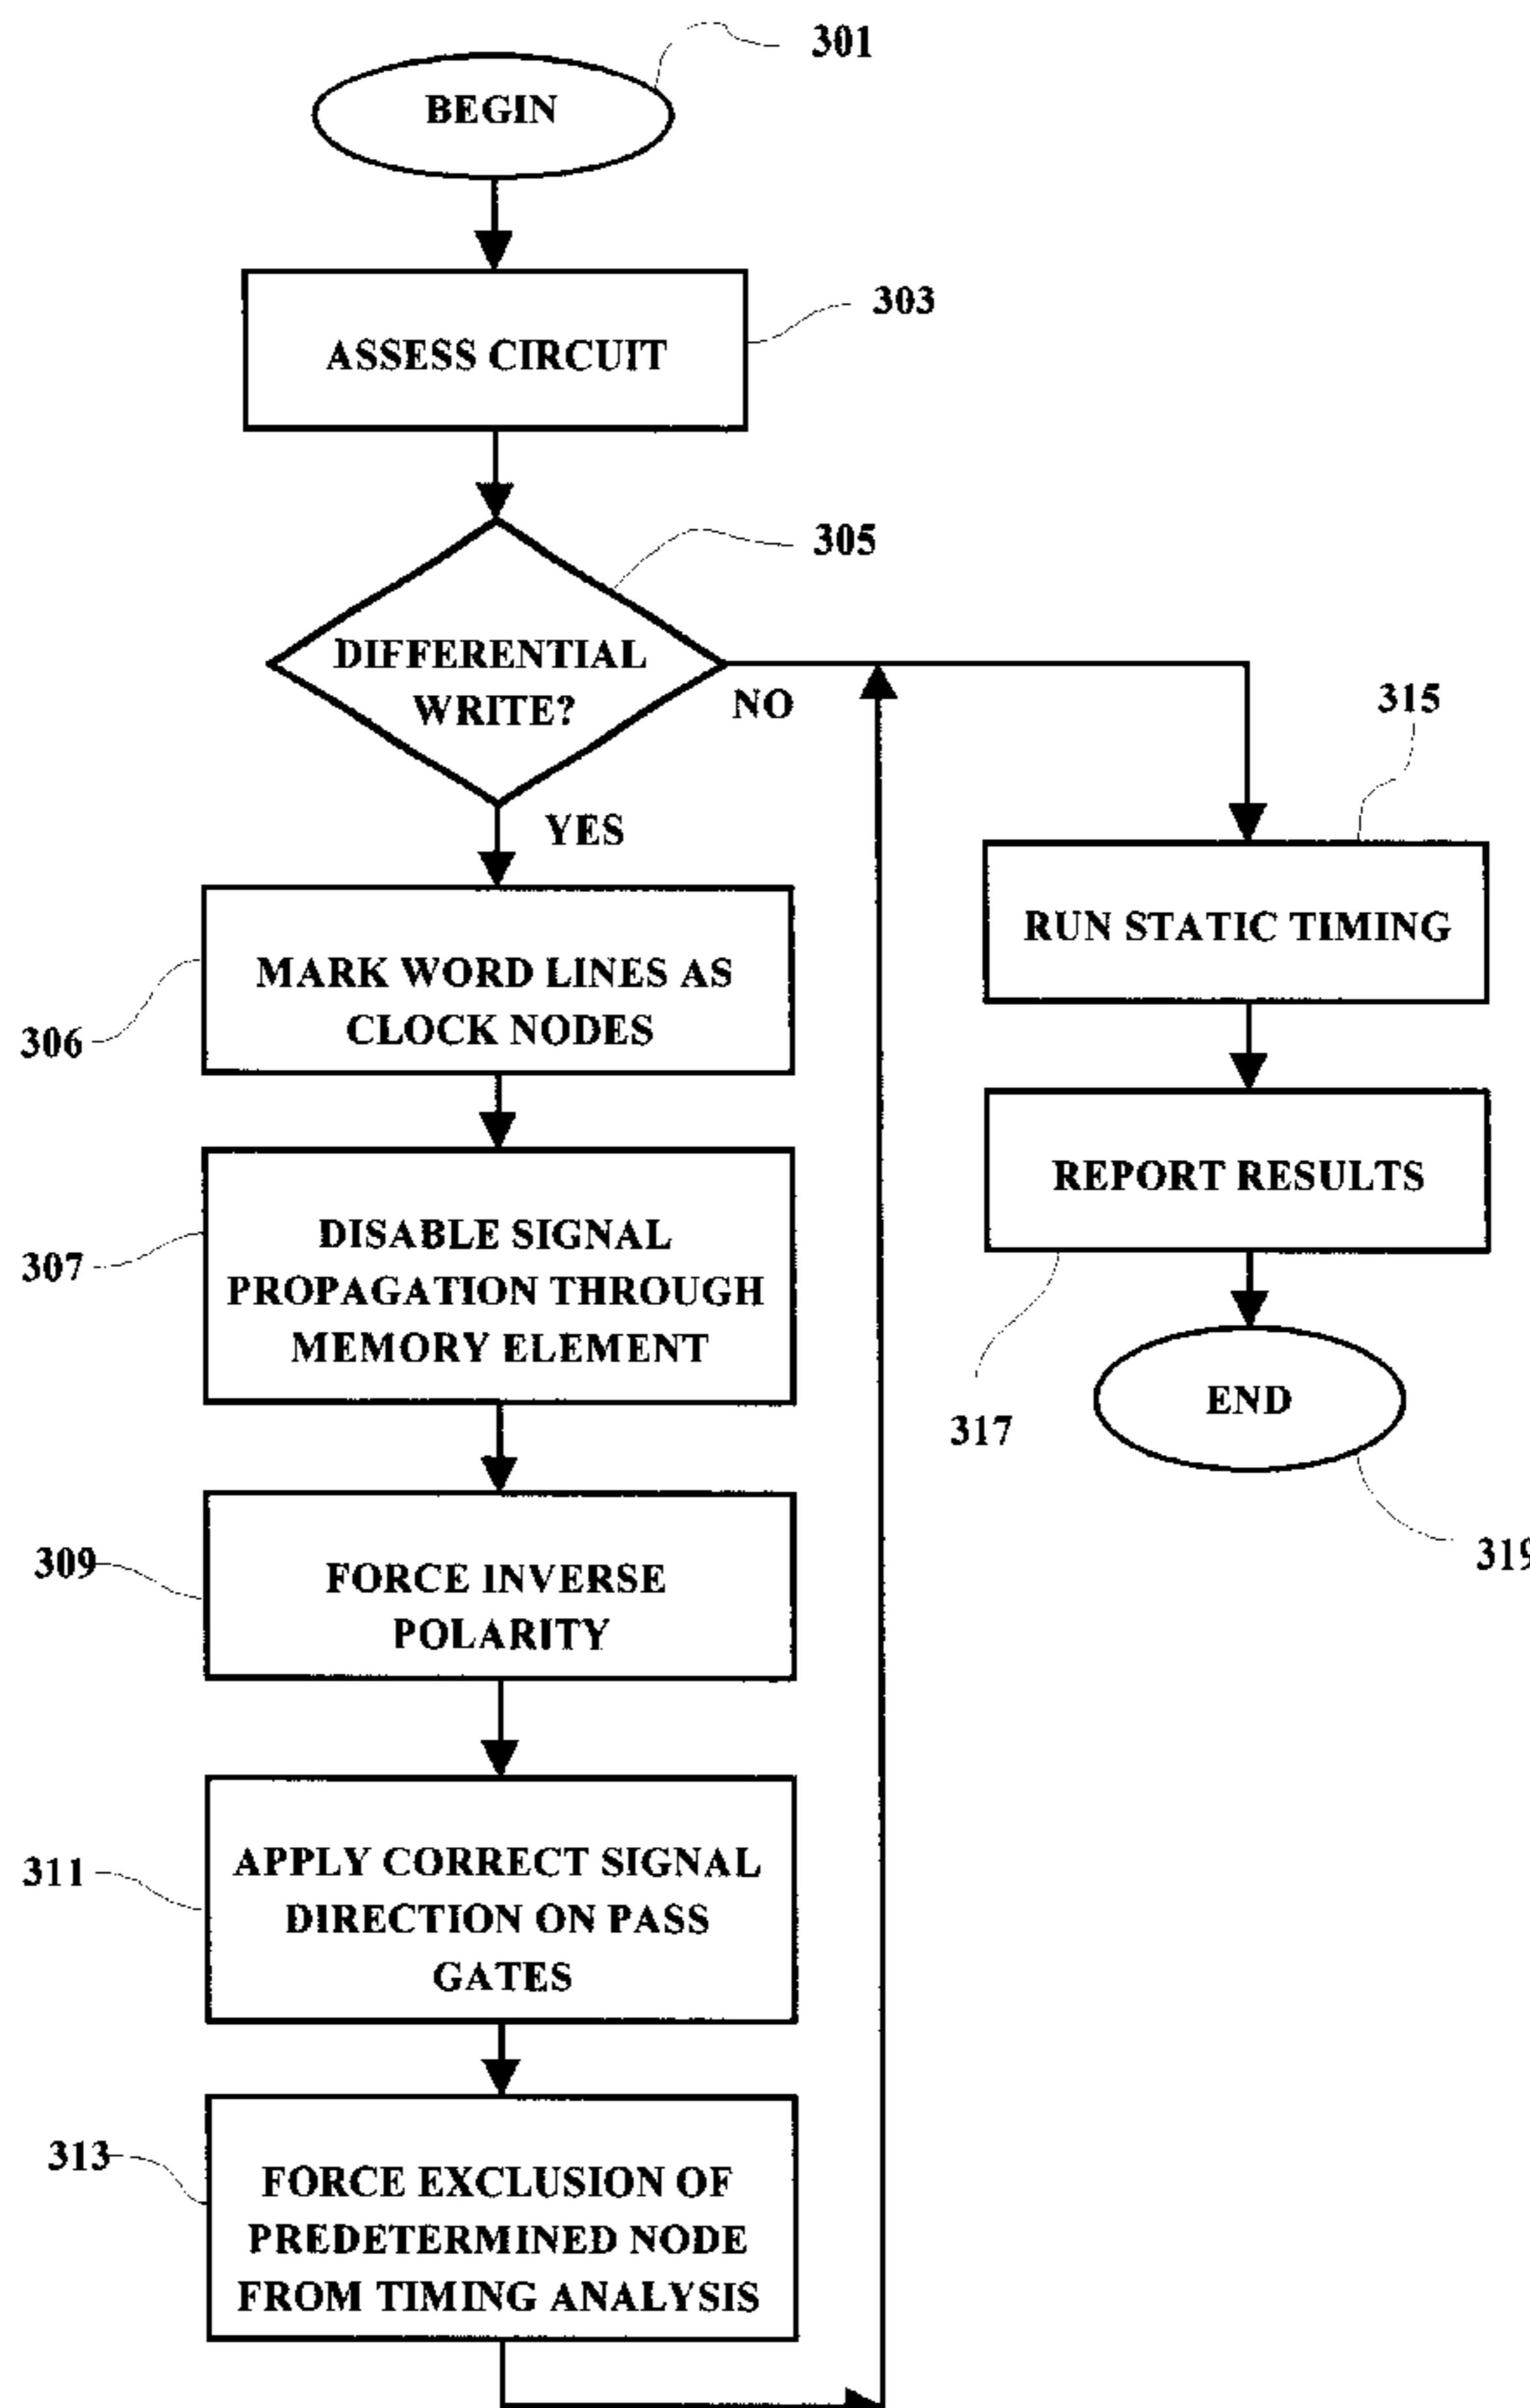 301
BEGIN
303
ASSESS CIRCUIT
305
DIFFERENTIAL
WRITE?
NO
YES
306
MARK WORD LINES AS
CLOCK NODES
307
DISABLE SIGNAL
PROPAGATION THROUGH
MEMORY ELEMENT
309
FORCE INVERSE
POLARITY
311
APPLY CORRECT SIGNAL
DIRECTION ON PASS
GATES
313
FORCE EXCLUSION OF
PREDETERMINED NODE
FROM TIMING ANALYSIS
315
RUN STATIC TIMING
REPORT RESULTS
317
END
319